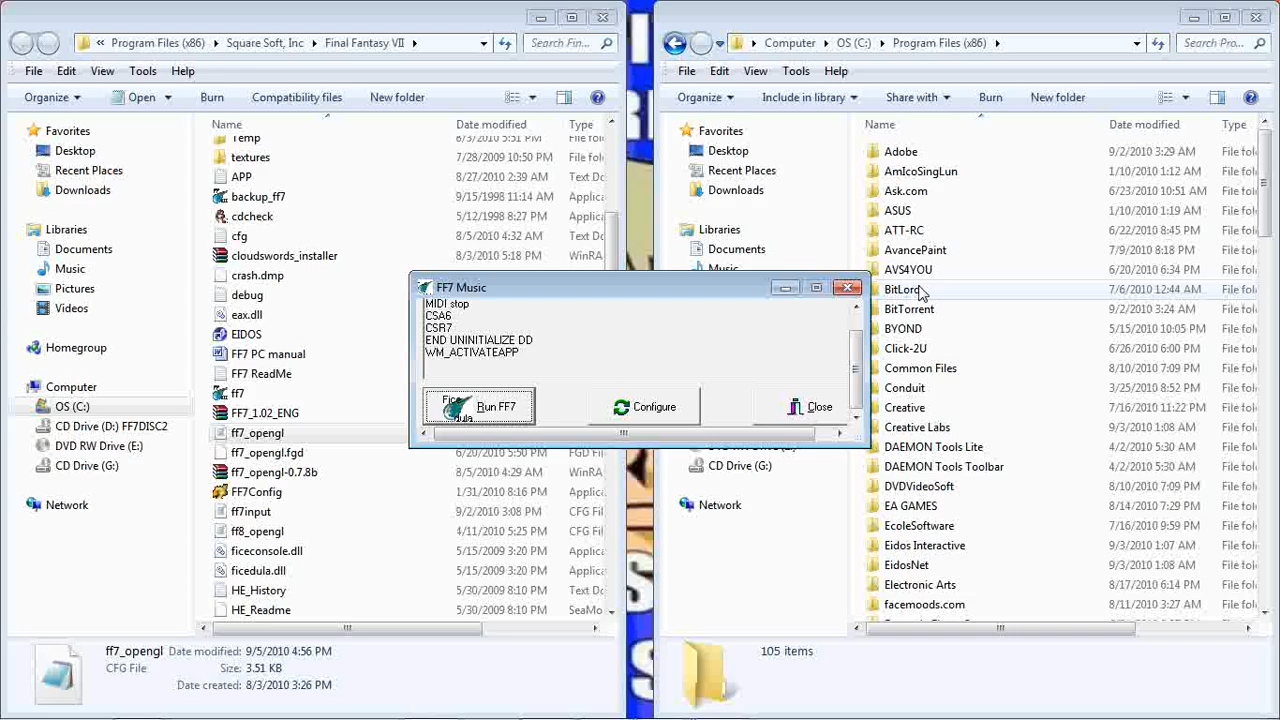 Program Files (x86) Square Soft, Inc Final Fantasy VII Search Fin...
File Edit View Tools Help
Organize Open Burn Compatibility files New folder
Favorites
Desktop
Recent Places
Downloads
Libraries
Documents
Music
Pictures
Videos
Homegroup
Computer
OS (C:)
CD Drive (D:) FF7DISC2
DVD RW Drive (E:)
CD Drive (G:)
Network
Name Date modified Type
Temp 8/3/2010 5:51 PM File fold
textures 7/28/2009 10:50 PM File fold
APP 8/27/2010 2:39 AM Text Do
backup_ff7 9/15/1998 11:14 AM Applica
cdcheck 5/12/1998 8:27 PM Applica
cfg 8/5/2010 4:32 AM Text Do
cloudswords_installer 8/3/2010 5:18 PM WinRA
crash.dmp
debug
eax.dll
EIDOS
FF7 PC manual
FF7 ReadMe
ff7
FF7_1.02_ENG
ff7_opengl
ff7_opengl.fgd 6/20/2010 5:50 PM FGD Fil
ff7_opengl-0.7.8b 8/5/2010 4:29 AM WinRA
FF7Config 1/31/2010 8:16 PM Applica
ff7input 9/2/2010 3:08 PM CFG Fil
ff8_opengl 4/11/2010 5:25 PM CFG Fil
ficeconsole.dll 5/15/2009 3:20 PM Applica
ficedula.dll 5/15/2009 3:20 PM Applica
HE_History 5/30/2009 8:10 PM Text Do
HE_Readme 5/30/2009 8:10 PM SeaMo
ff7_opengl Date modified: 9/5/2010 4:56 PM
CFG File Size: 3.51 KB
Date created: 8/3/2010 3:26 PM
FF7 Music
MIDI stop
CSA6
CSR7
END UNINITIALIZE DD
WM_ACTIVATEAPP
Run FF7 Configure Close
Computer OS (C:) Program Files (x86) Search Pro...
File Edit View Tools Help
Organize Include in library Share with Burn New folder
Favorites
Desktop
Recent Places
Downloads
Libraries
Documents
Music
CD Drive (G:)
Network
Name Date modified Type
Adobe 9/2/2010 3:29 AM File fol
AmIcoSingLun 1/10/2010 1:12 AM File fol
Ask.com 6/23/2010 10:51 AM File fol
ASUS 1/10/2010 1:19 AM File fol
ATT-RC 6/22/2010 8:45 PM File fol
AvancePaint 7/9/2010 8:18 PM File fol
AVS4YOU 6/20/2010 6:34 PM File fol
BitLord 7/6/2010 12:44 AM File fol
BitTorrent 9/2/2010 3:24 AM File fol
BYOND 5/15/2010 10:05 PM File fol
Click-2U 6/26/2010 6:00 PM File fol
Common Files 8/10/2010 7:09 PM File fol
Conduit 3/25/2010 8:52 PM File fol
Creative 7/16/2010 11:22 PM File fol
Creative Labs 9/3/2010 1:08 AM File fol
DAEMON Tools Lite 9/2/2010 5:30 AM File fol
DAEMON Tools Toolbar 9/2/2010 5:30 AM File fol
DVDVideoSoft 8/10/2010 7:09 PM File fol
EA GAMES 8/14/2010 7:29 PM File fol
EcoleSoftware 7/16/2010 9:59 PM File fol
Eidos Interactive 9/3/2010 1:07 AM File fol
EidosNet 9/3/2010 1:08 AM File fol
Electronic Arts 8/17/2010 6:14 PM File fol
facemoods.com 8/11/2010 3:27 AM File fol
105 items